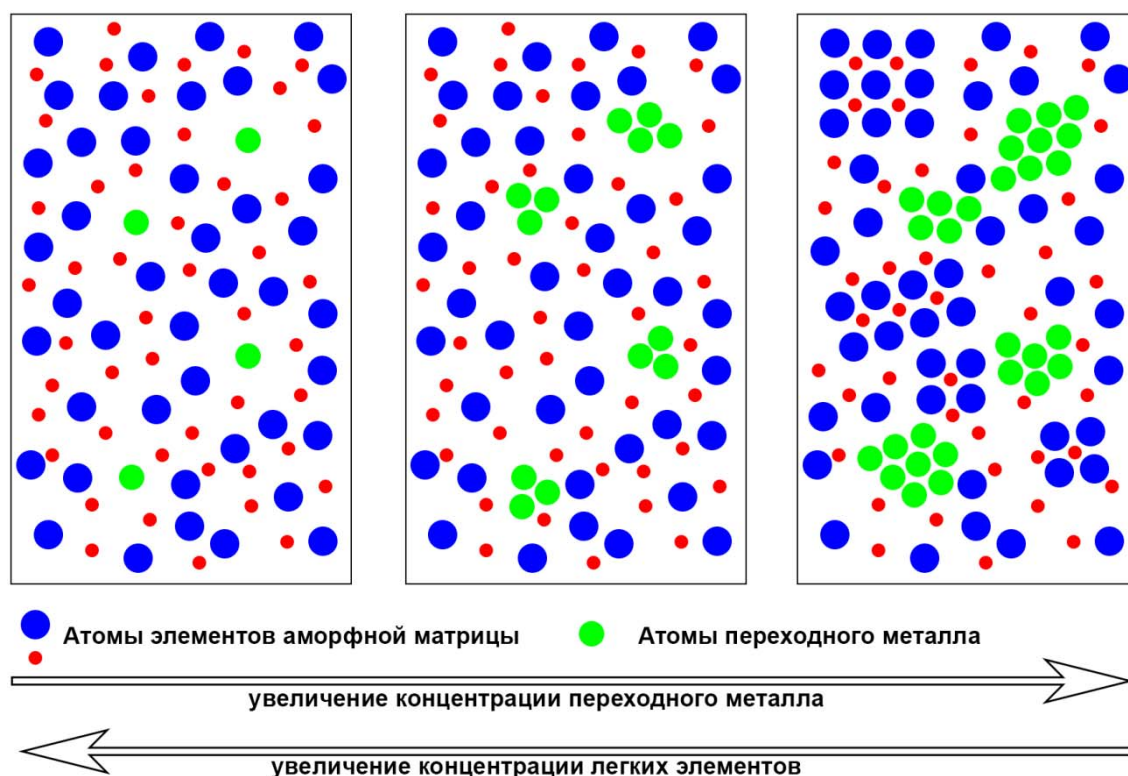 Атомы элементов аморфной матрицы
Атомы переходного металла
увеличение концентрации переходного металла
увеличение концентрации легких элементов